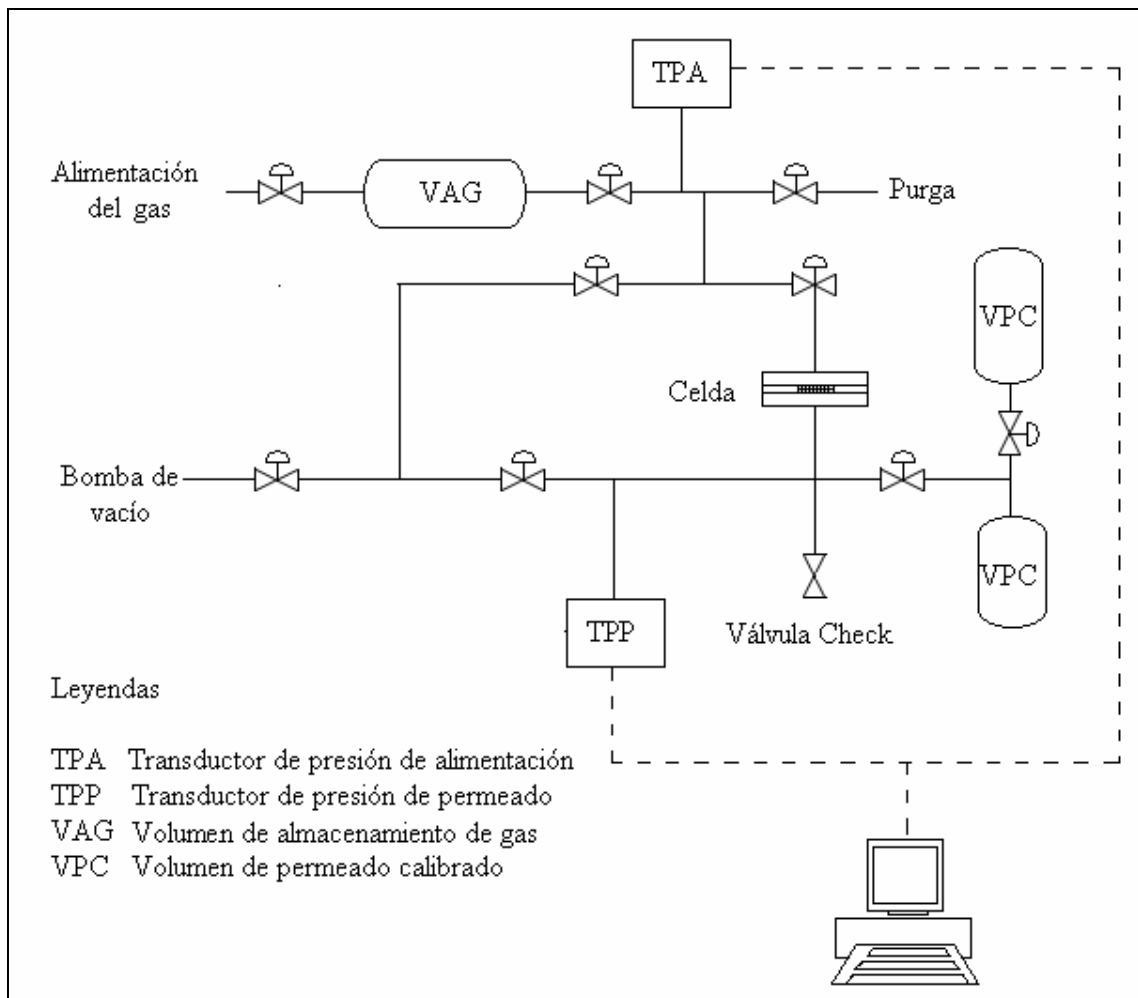 TPA
Alimentación
del gas
VAG
Purga
VPC
Celda
Bomba de
vacío
VPC
TPP
Válvula Check
Leyendas
TPA Transductor de presión de alimentación
TPP Transductor de presión de permeado
VAG Volumen de almacenamiento de gas
VPC Volumen de permeado calibrado